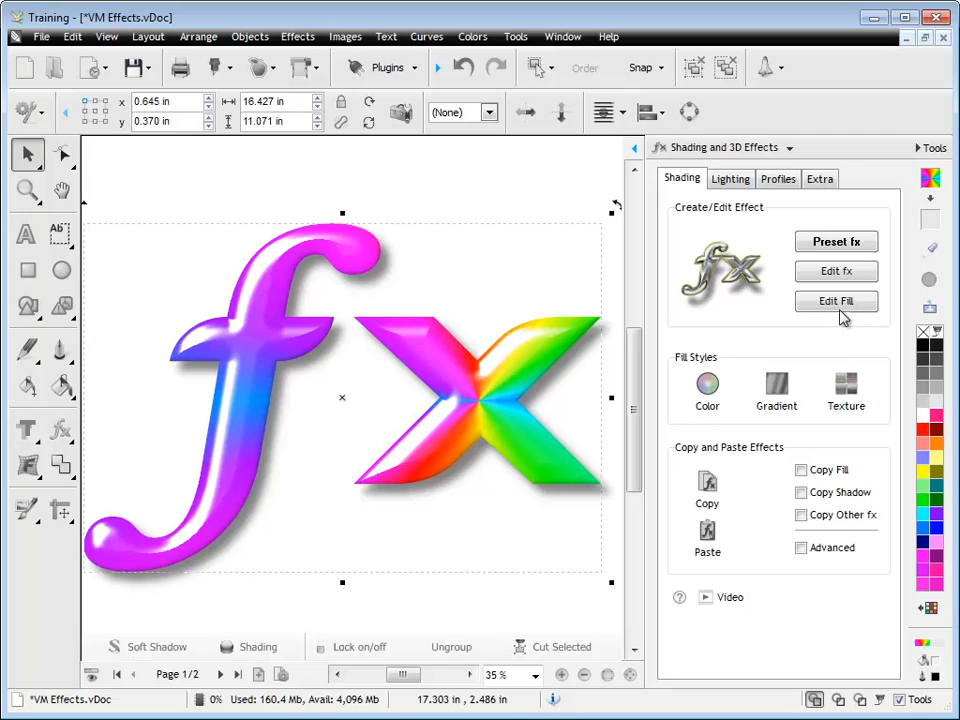 Training - [*VM Effects.vDoc]
File Edit View Layout Arrange Objects Effects Images Text Curves Colors Tools Window Help
Plugins Order Snap
x 0.645 in 16.427 in (None)
y 0.370 in 11.071 in
fx Shading and 3D Effects Tools
Shading Lighting Profiles Extra
Create/Edit Effect
Preset fx
fx
Edit fx
Edit Fill
Fill Styles
Color Gradient Texture
Copy and Paste Effects
Copy Fill
Copy Shadow
Copy
Copy Other fx
Paste
Advanced
Video
fx
A Ab
T fx
Soft Shadow Shading Lock on/off Ungroup Cut Selected
Page 1/2 35 %
*VM Effects.vDoc 0% Used: 160.4 Mb, Avail: 4,096 Mb 17.303 in , 2.486 in Tools